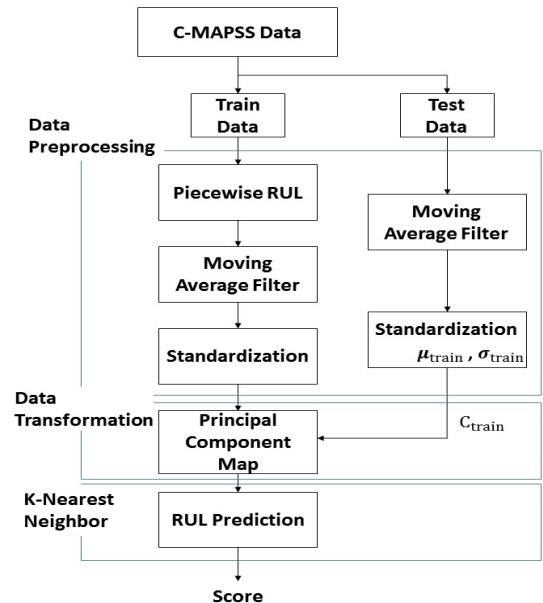 C-MAPSS Data
Train
Data
Test
Data
Data
Preprocessing
Piecewise RUL
Moving
Average Filter
Standardization
Moving
Average Filter
Standardization
μtrain , σtrain
Data
Transformation
Principal
Component
Map
Ctrain
K-Nearest
Neighbor
RUL Prediction
Score